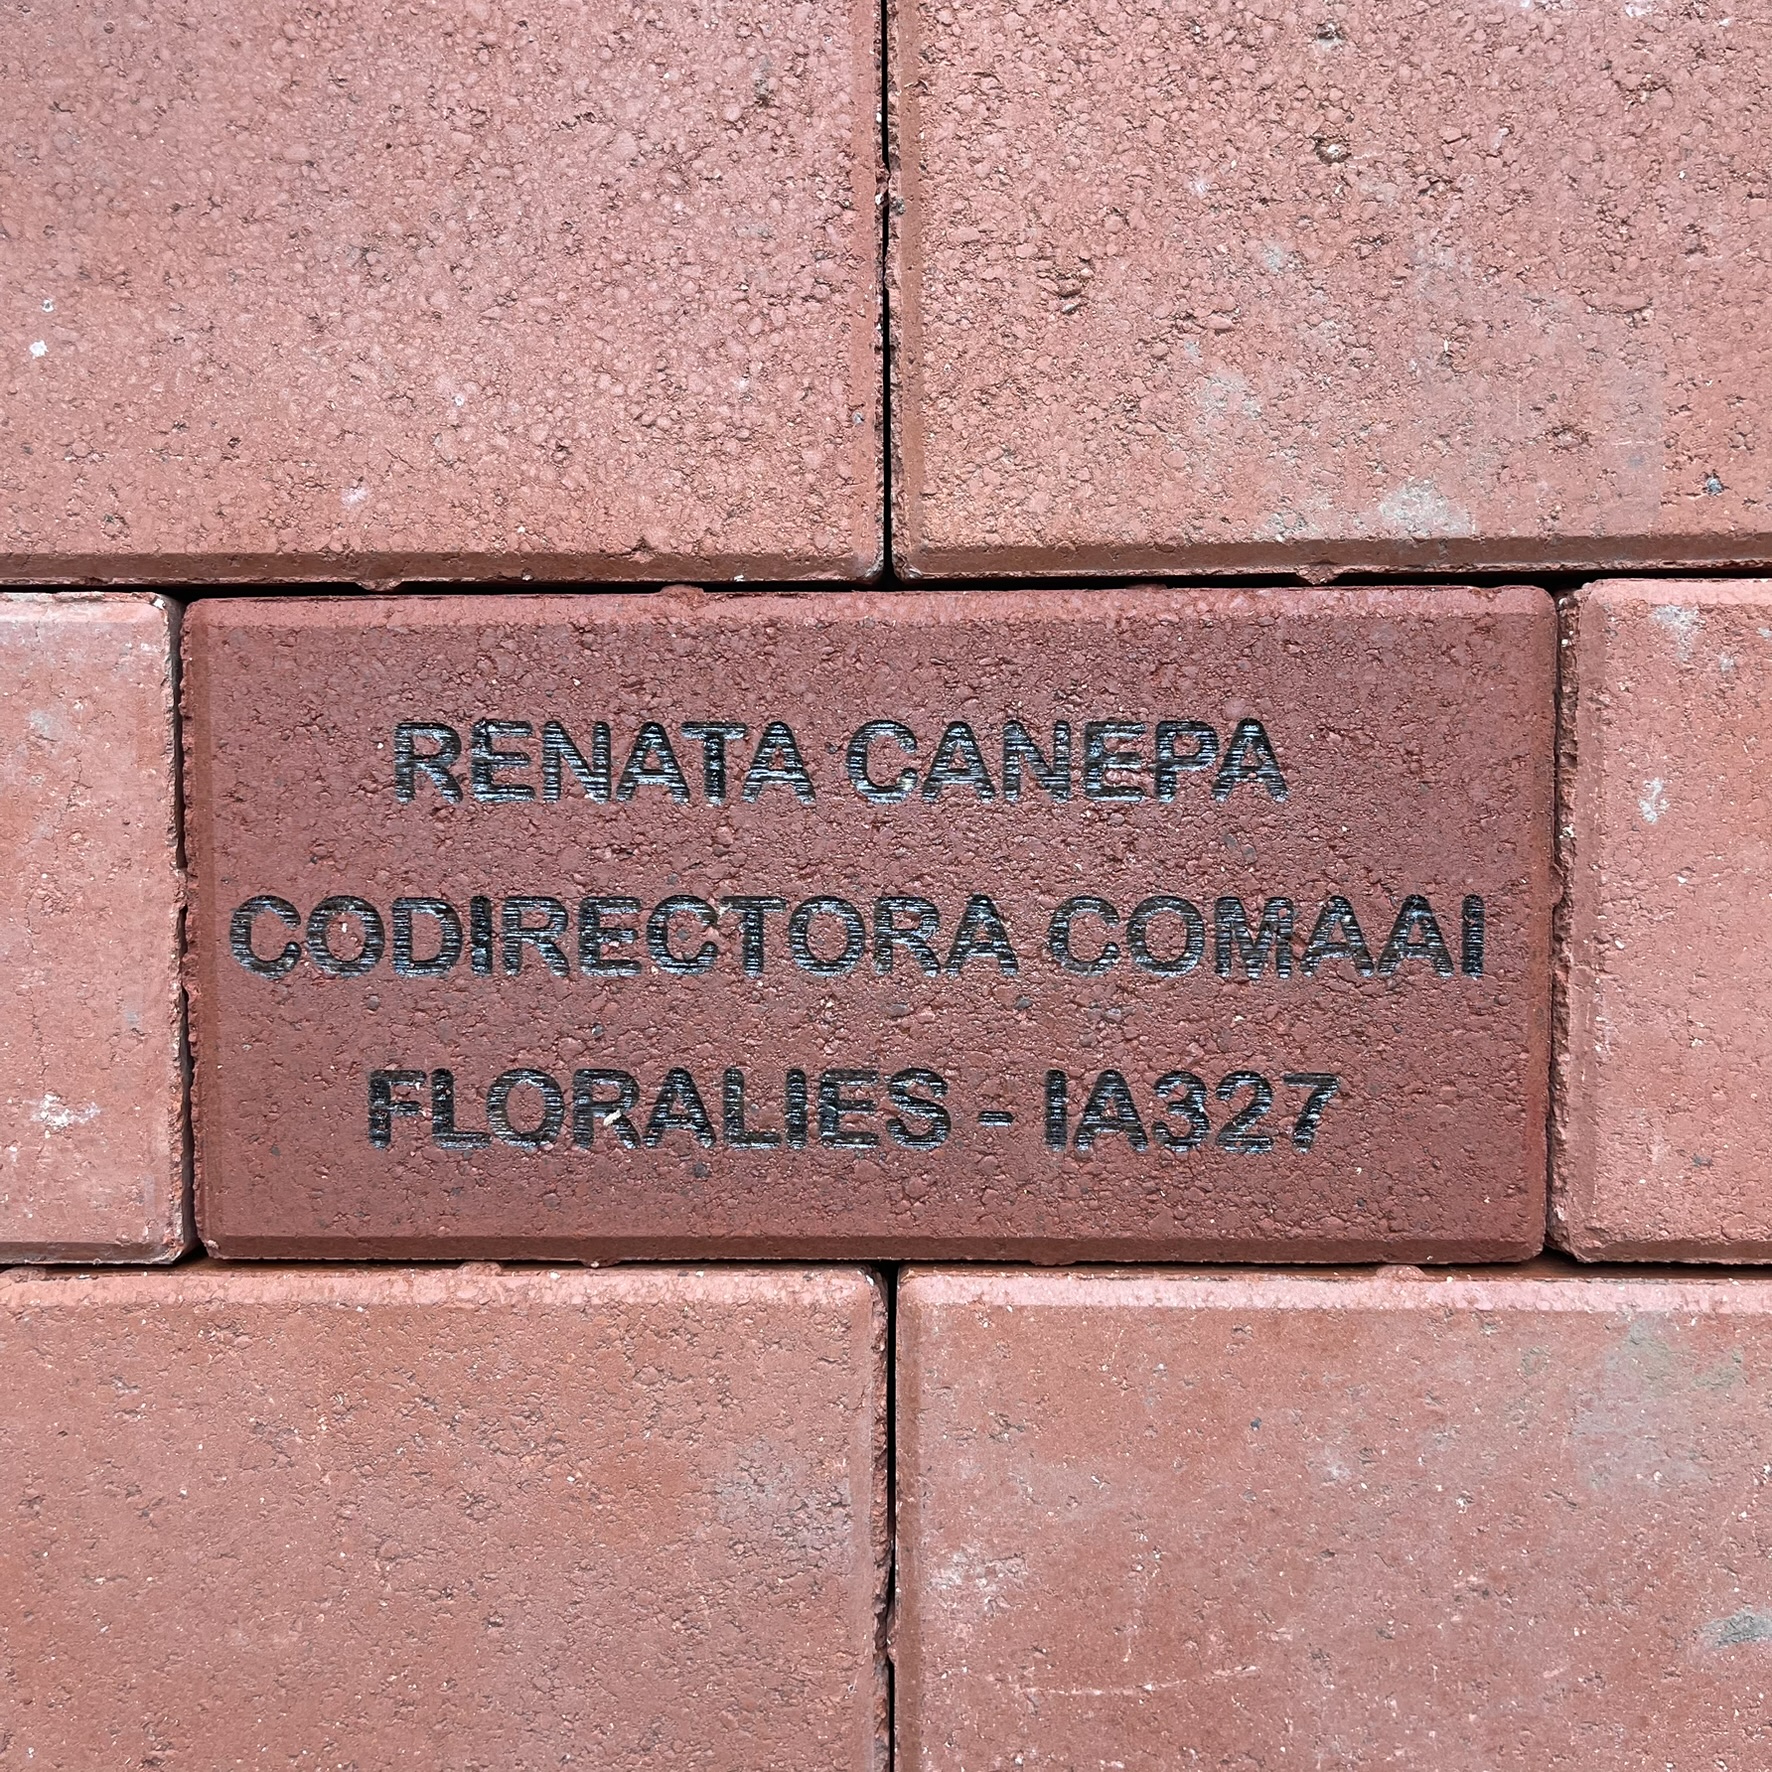 RENATA CANEPA
CODIRECTORA COMAAI
FLORALIES - IA327